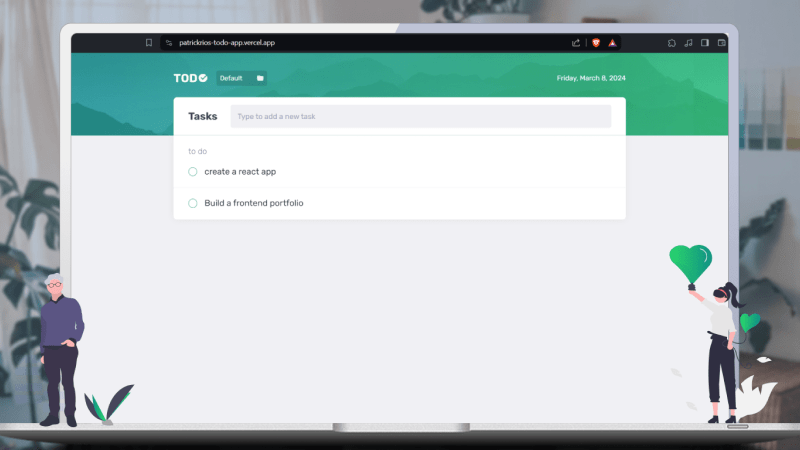 patrickrios-todo-app.vercel.app
TODO
Default
Friday, March 8, 2024
Tasks
Type to add a new task
to do
create a react app
Build a frontend portfolio